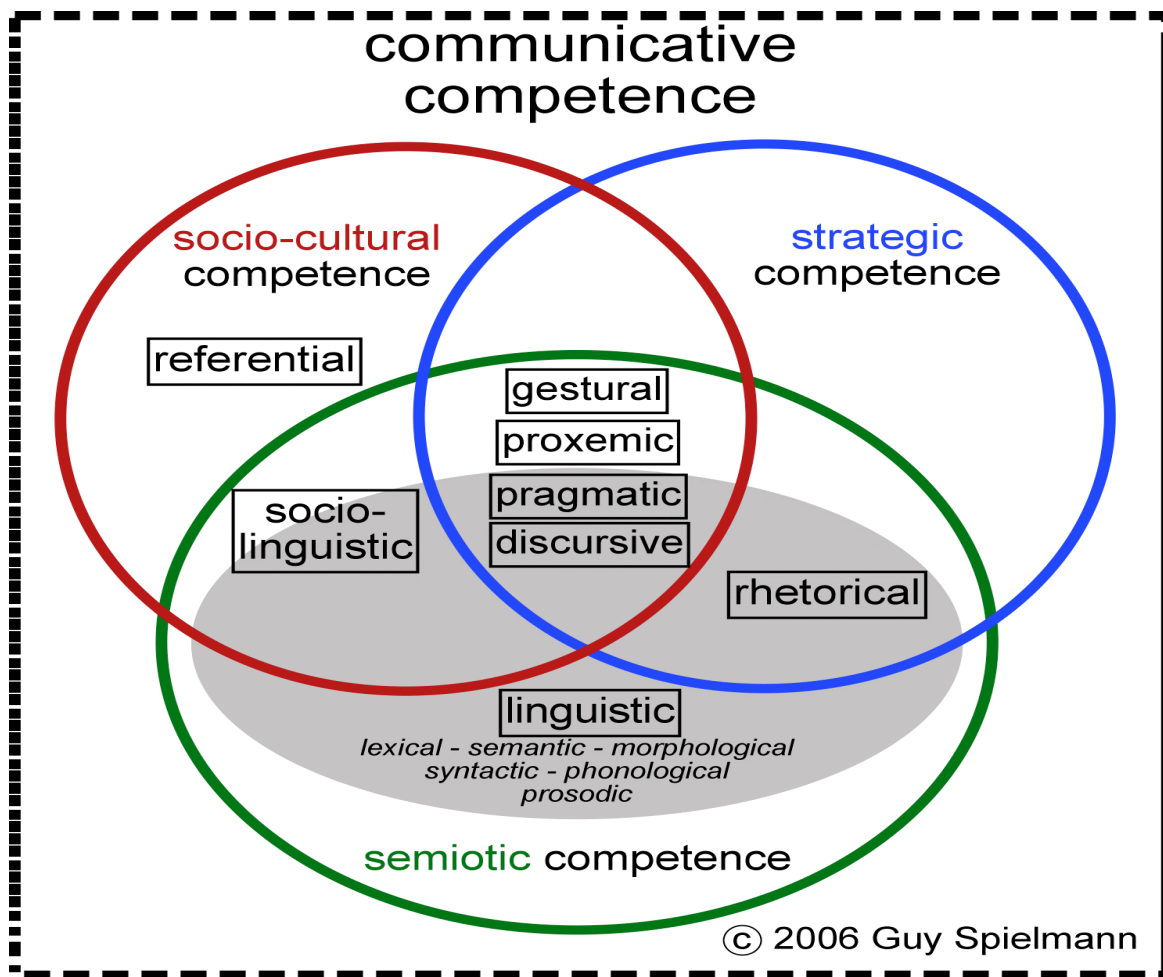 communicative
competence
socio-cultural
competence
strategic
competence
referential
gestural
proxemic
pragmatic
socio-
linguistic
discursive
rhetorical
linguistic
lexical - semantic - morphological
syntactic - phonological
prosodic
semiotic competence
© 2006 Guy Spielmann